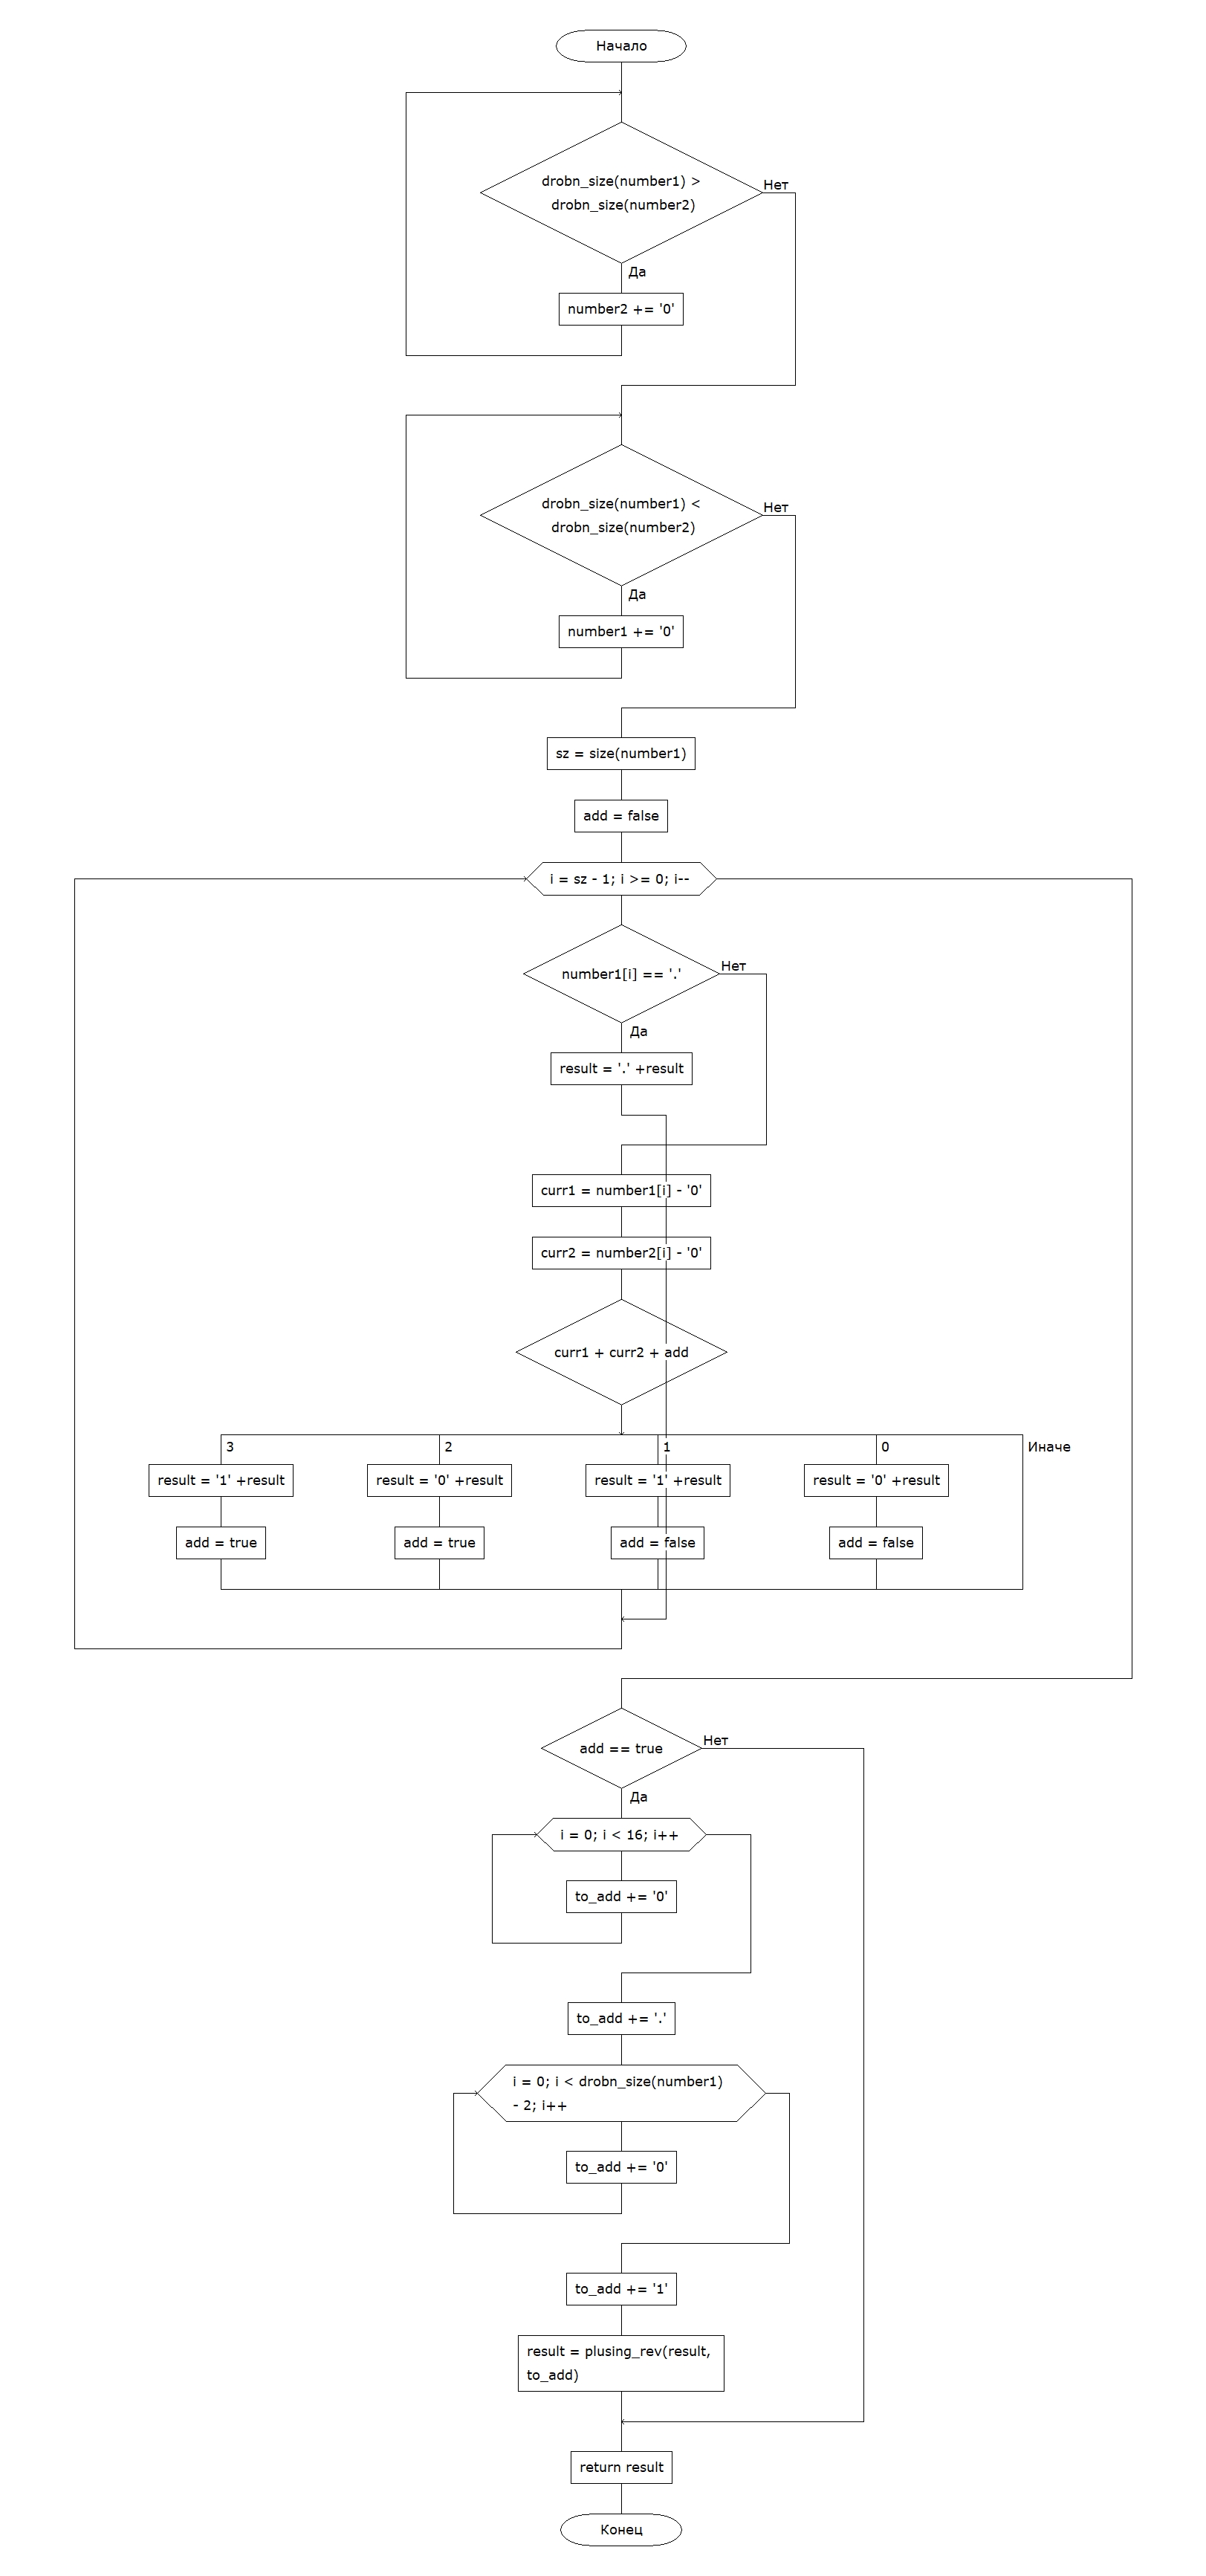 Начало
drobn_size(number1) >
drobn_size(number2)
Нет
Да
number2 += '0'
drobn_size(number1) <
drobn_size(number2)
Нет
Да
number1 += '0'
sz = size(number1)
add = false
i = sz - 1; i >= 0; i--
number1[i] == '.'
Нет
Да
result = '.' +result
curr1 = number1[i] - '0'
curr2 = number2[i] - '0'
curr1 + curr2 + add
3
2
1
0
Иначе
result = '1' +result
result = '0' +result
result = '1' +result
result = '0' +result
add = true
add = true
add = false
add = false
add == true
Нет
Да
i = 0; i < 16; i++
to_add += '0'
to_add += '.'
i = 0; i < drobn_size(number1)
- 2; i++
to_add += '0'
to_add += '1'
result = plusing_rev(result,
to_add)
return result
Конец